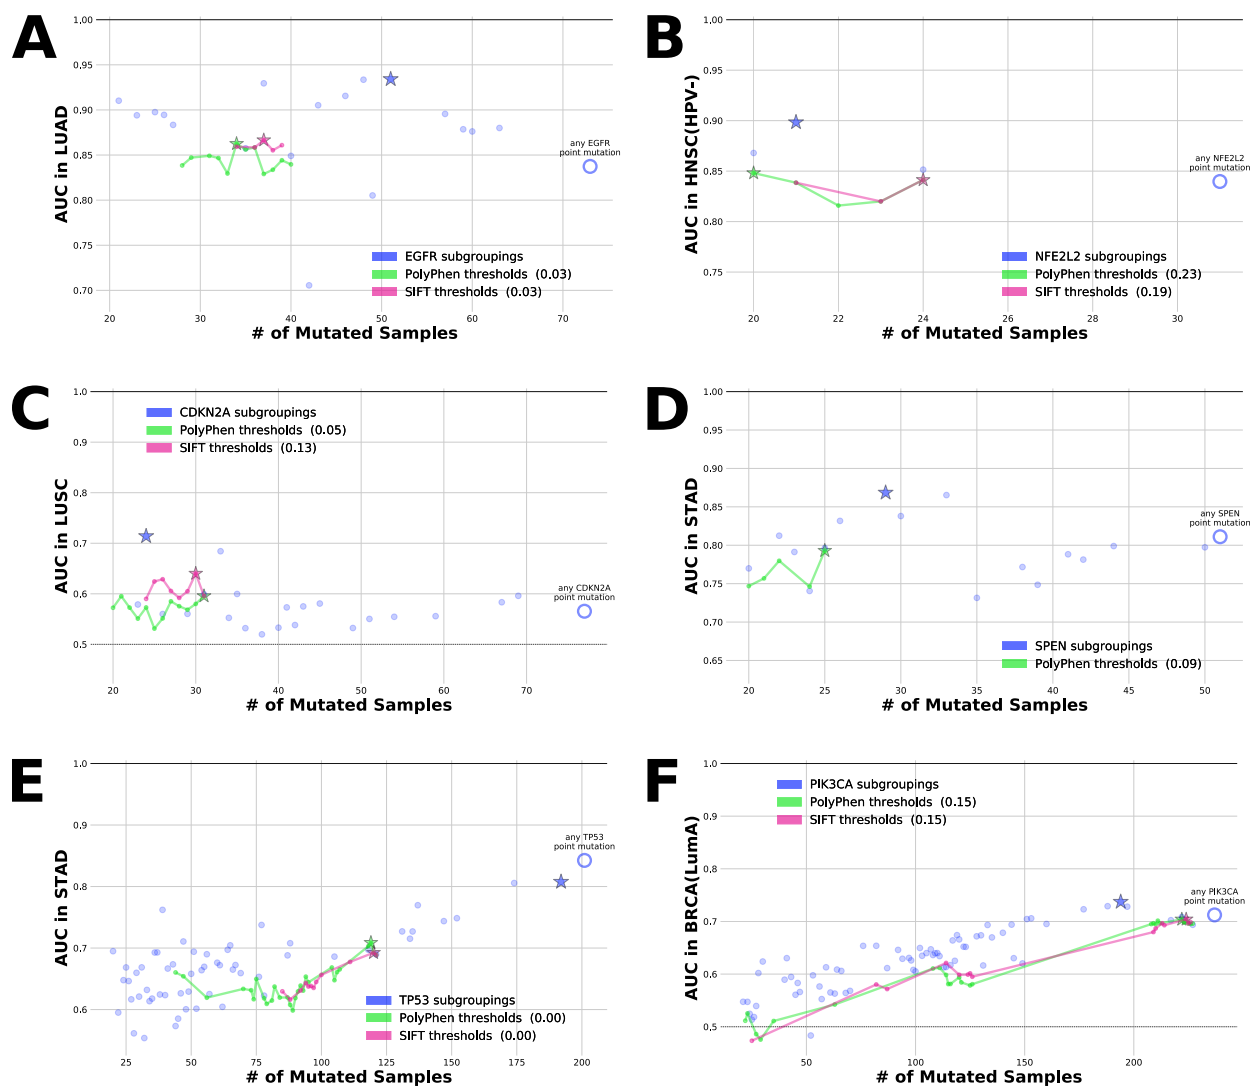 A
1.00
0.95
0.90
0.85
0.80
0.75
0.70
AUC in LUAD
any EGFR
point mutation
EGFR subgroupings
PolyPhen thresholds (0.03)
SIFT thresholds (0.03)
20 30 40 50 60 70
# of Mutated Samples
B
1.00
0.95
0.90
0.85
0.80
0.75
AUC in HNSC(HPV-)
any NFE2L2
point mutation
NFE2L2 subgroupings
PolyPhen thresholds (0.23)
SIFT thresholds (0.19)
20 22 24 26 28 30
# of Mutated Samples
C
1.0
0.9
0.8
0.7
0.6
0.5
AUC in LUSC
CDKN2A subgroupings
PolyPhen thresholds (0.05)
SIFT thresholds (0.13)
any CDKN2A
point mutation
20 30 40 50 60 70
# of Mutated Samples
D
1.00
0.95
0.90
0.85
0.80
0.75
0.70
0.65
AUC in STAD
any SPEN
point mutation
SPEN subgroupings
PolyPhen thresholds (0.09)
20 25 30 35 40 45 50
# of Mutated Samples
E
1.0
0.9
0.8
0.7
0.6
AUC in STAD
any TP53
point mutation
TP53 subgroupings
PolyPhen thresholds (0.00)
SIFT thresholds (0.00)
25 50 75 100 125 150 175 200
# of Mutated Samples
F
1.0
0.9
0.8
0.7
0.6
0.5
AUC in BRCA(LumA)
PIK3CA subgroupings
PolyPhen thresholds (0.15)
SIFT thresholds (0.15)
any PIK3CA
point mutation
50 100 150 200
# of Mutated Samples